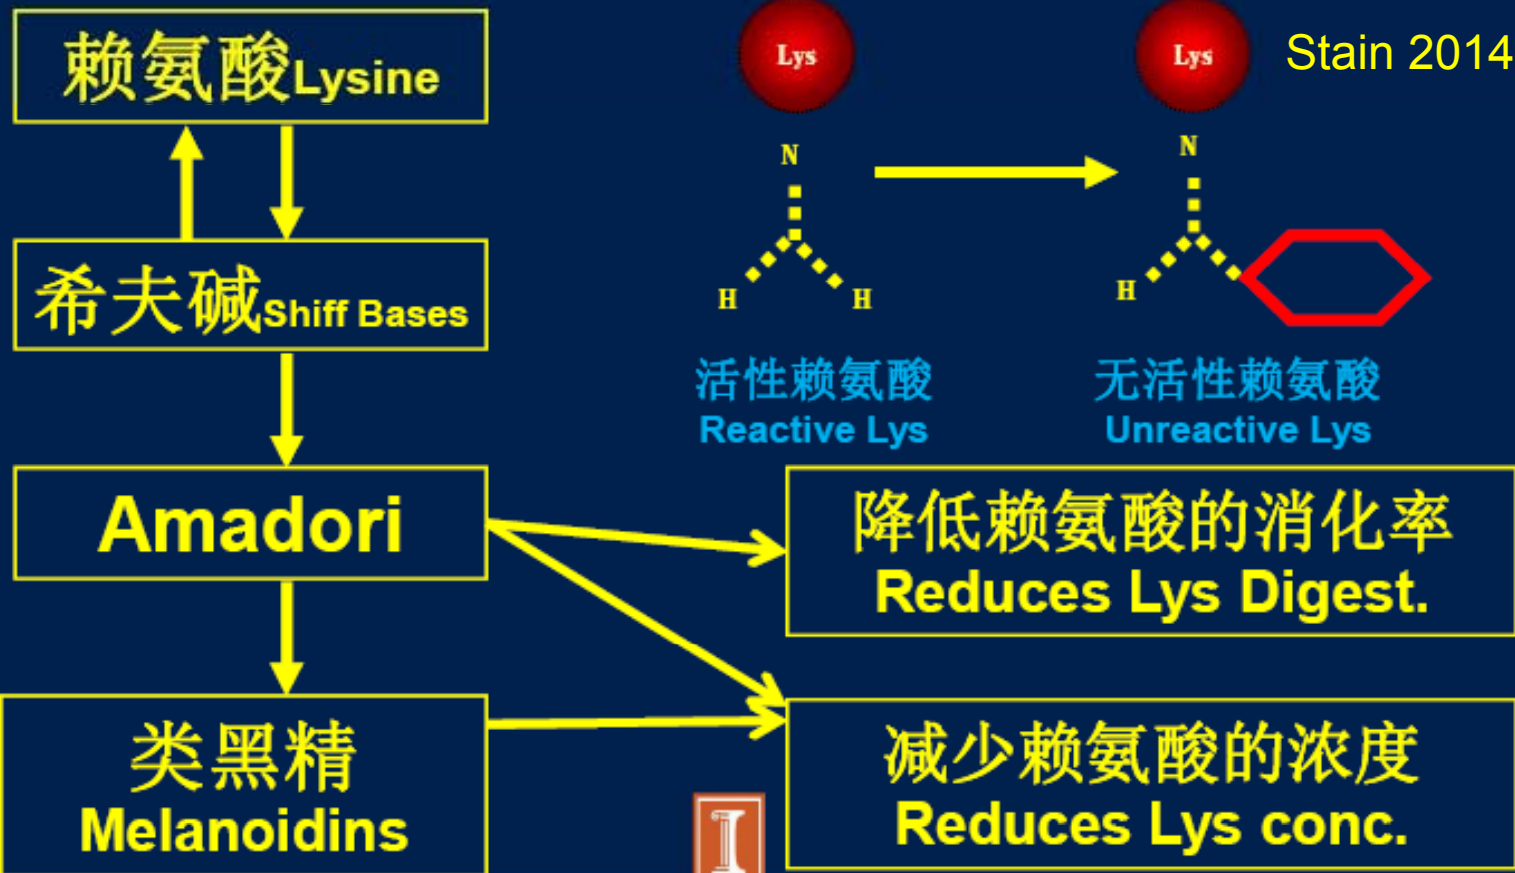 赖氨酸Lysine
希夫碱Shiff Bases
Amadori
类黑精
Melanoidins
Lys
N
H H
活性赖氨酸
Reactive Lys
Lys
N
H
无活性赖氨酸
Unreactive Lys
Stain 2014
降低赖氨酸的消化率
Reduces Lys Digest.
减少赖氨酸的浓度
Reduces Lys conc.
I